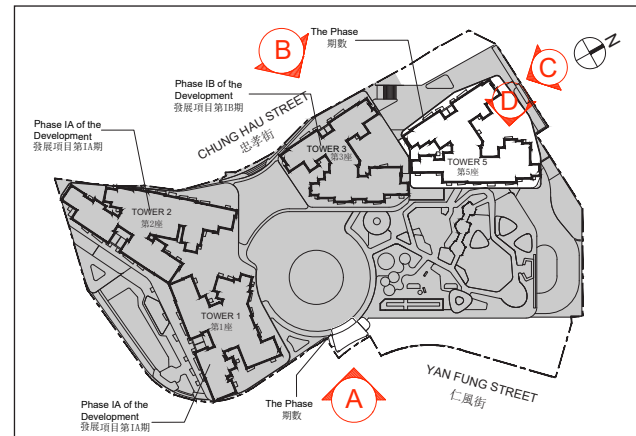 The Phase
期數
B
N
C
Phase IB of the
Development
發展項目第IB期
D
CHUNG HAU STREET
忠孝街
Phase IA of the
Development
發展項目第IA期
TOWER 3
第3座
TOWER 5
第5座
TOWER 2
第2座
TOWER 1
第1座
The Phase
期數
YAN FUNG STREET
仁風街
A
Phase IA of the
Development
發展項目第IA期